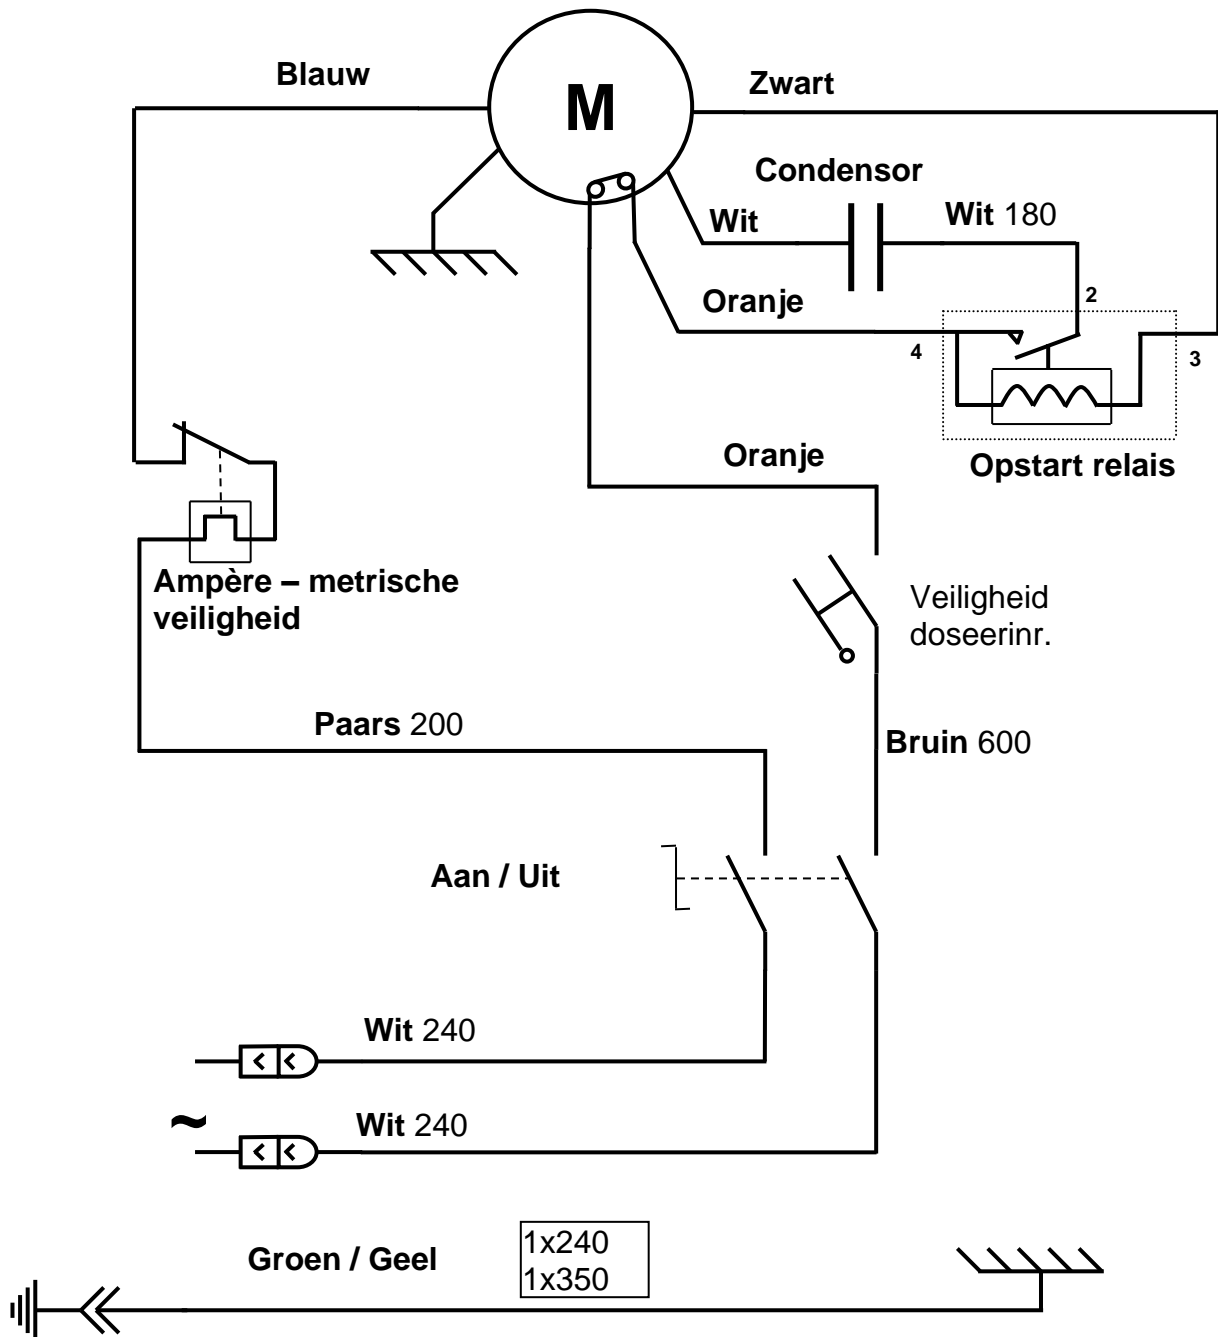 Blauw
M
Zwart
Condensor
Wit
Wit 180
Oranje
2
4
3
Opstart relais
Oranje
Ampère – metrische
veiligheid
Veiligheid
doseerinr.
Paars 200
Bruin 600
Aan / Uit
Wit 240
~
Wit 240
Groen / Geel
1x240
1x350